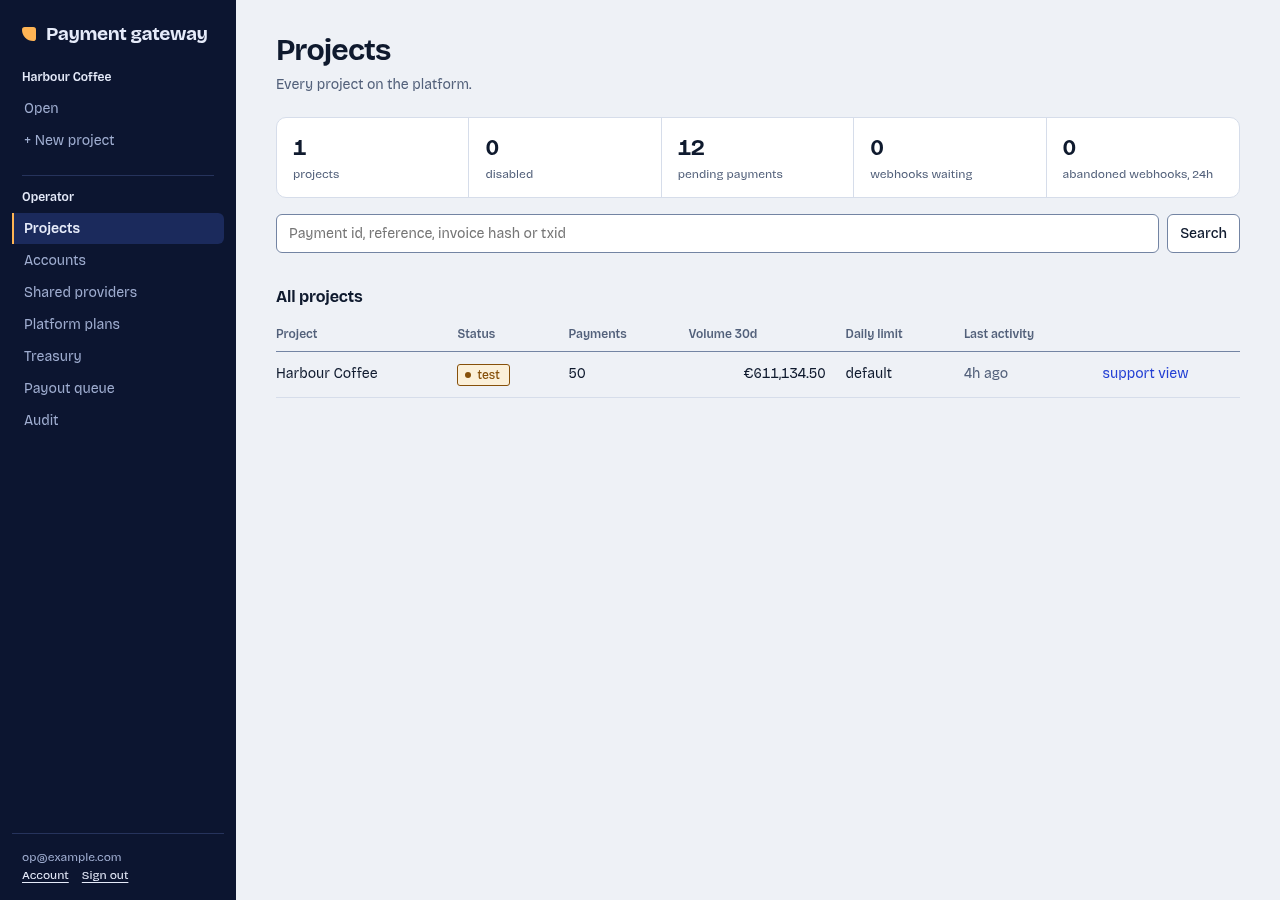 Payment gateway
Harbour Coffee
Open
+ New project
Operator
Projects
Accounts
Shared providers
Platform plans
Treasury
Payout queue
Audit
op@example.com
Account Sign out
Projects
Every project on the platform.
1 0 12 0 0
projects disabled pending payments webhooks waiting abandoned webhooks, 24h
Payment id, reference, invoice hash or txid Search
All projects
Project Status Payments Volume 30d Daily limit Last activity
Harbour Coffee test 50 €611,134.50 default 4h ago support view